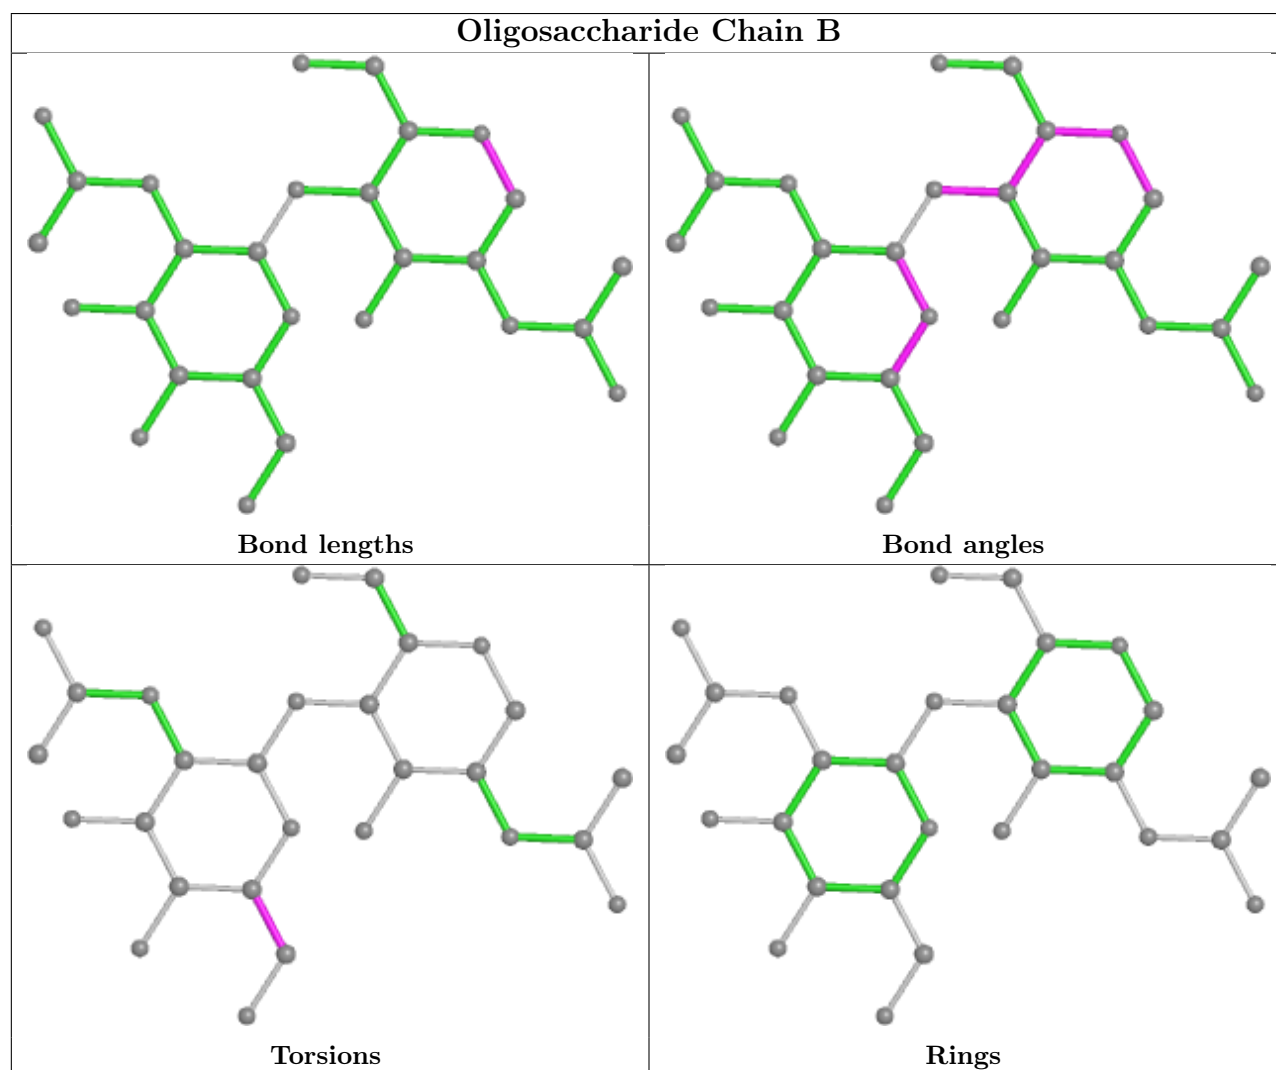 Oligosaccharide Chain B
Bond lengths
Bond angles
Torsions
Rings